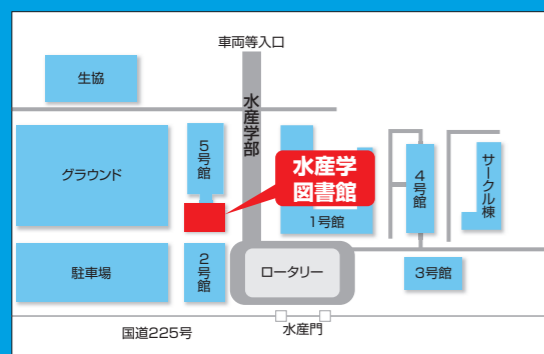 車両等入口
生協
水産学部
5号館
グラウンド
水産学
図書館
1号館
4号館
サークル棟
駐車場
2号館
ロータリー
3号館
国道225号
水産門